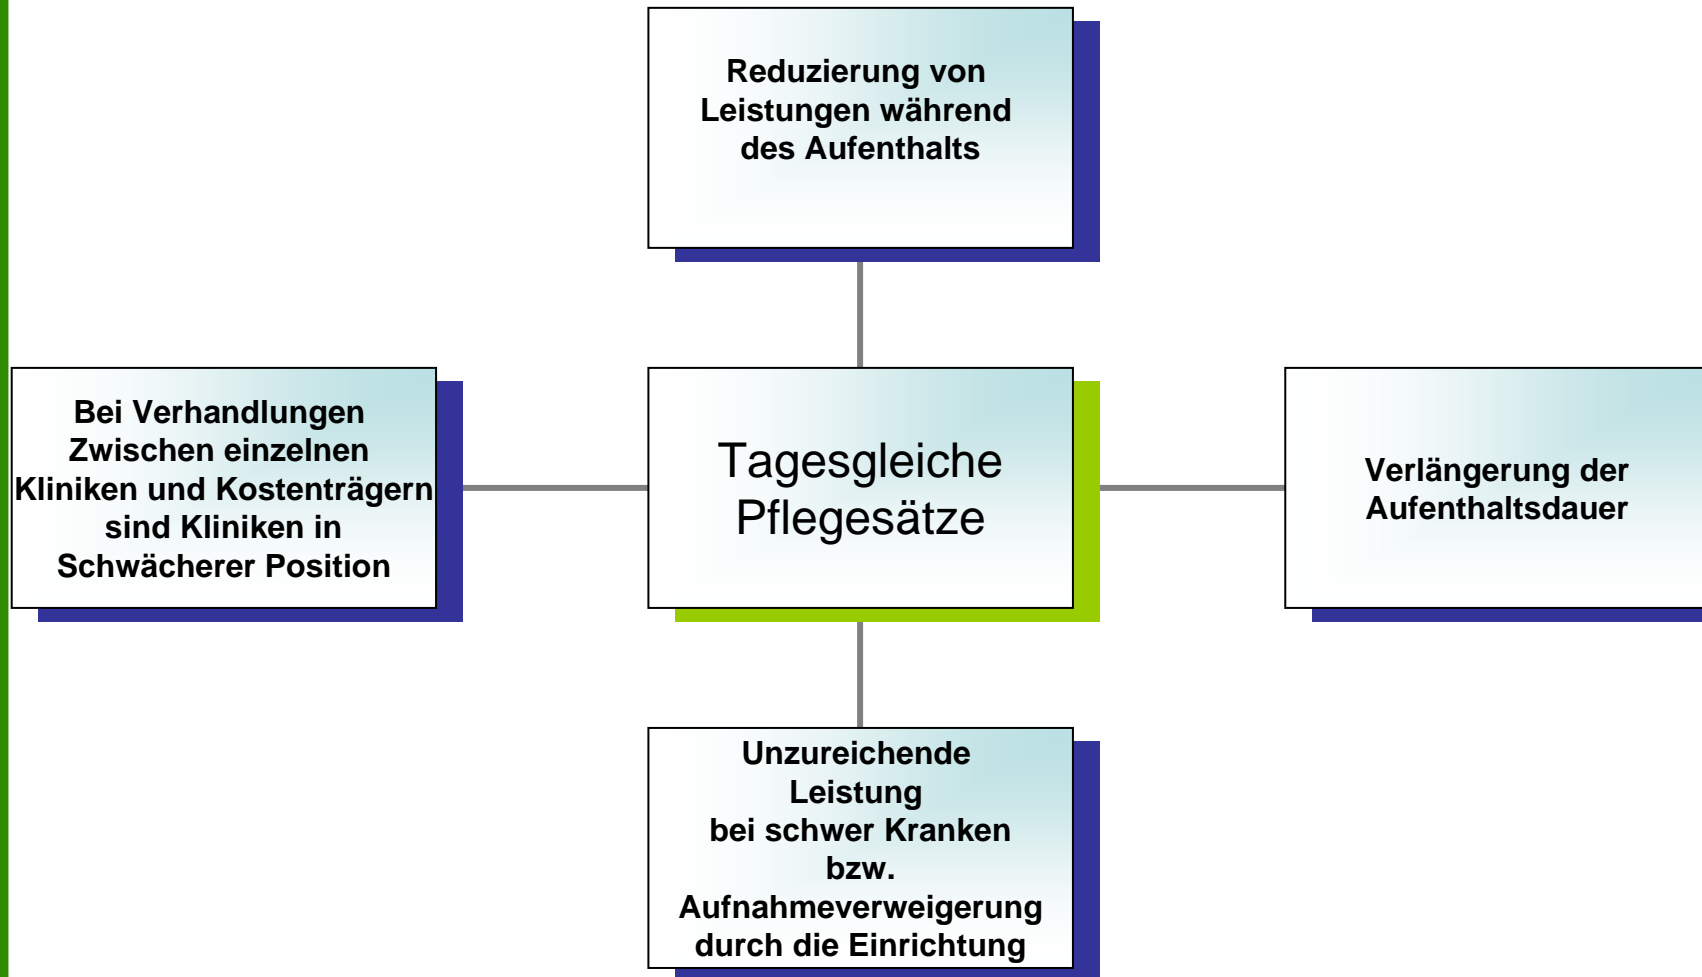 Reduzierung von
Leistungen während
des Aufenthalts
Bei Verhandlungen
Zwischen einzelnen
Kliniken und Kostenträgern
sind Kliniken in
Schwächerer Position
Tagesgleiche
Pflegesätze
Verlängerung der
Aufenthaltsdauer
Unzureichende
Leistung
bei schwer Kranken
bzw.
Aufnahmeverweigerung
durch die Einrichtung